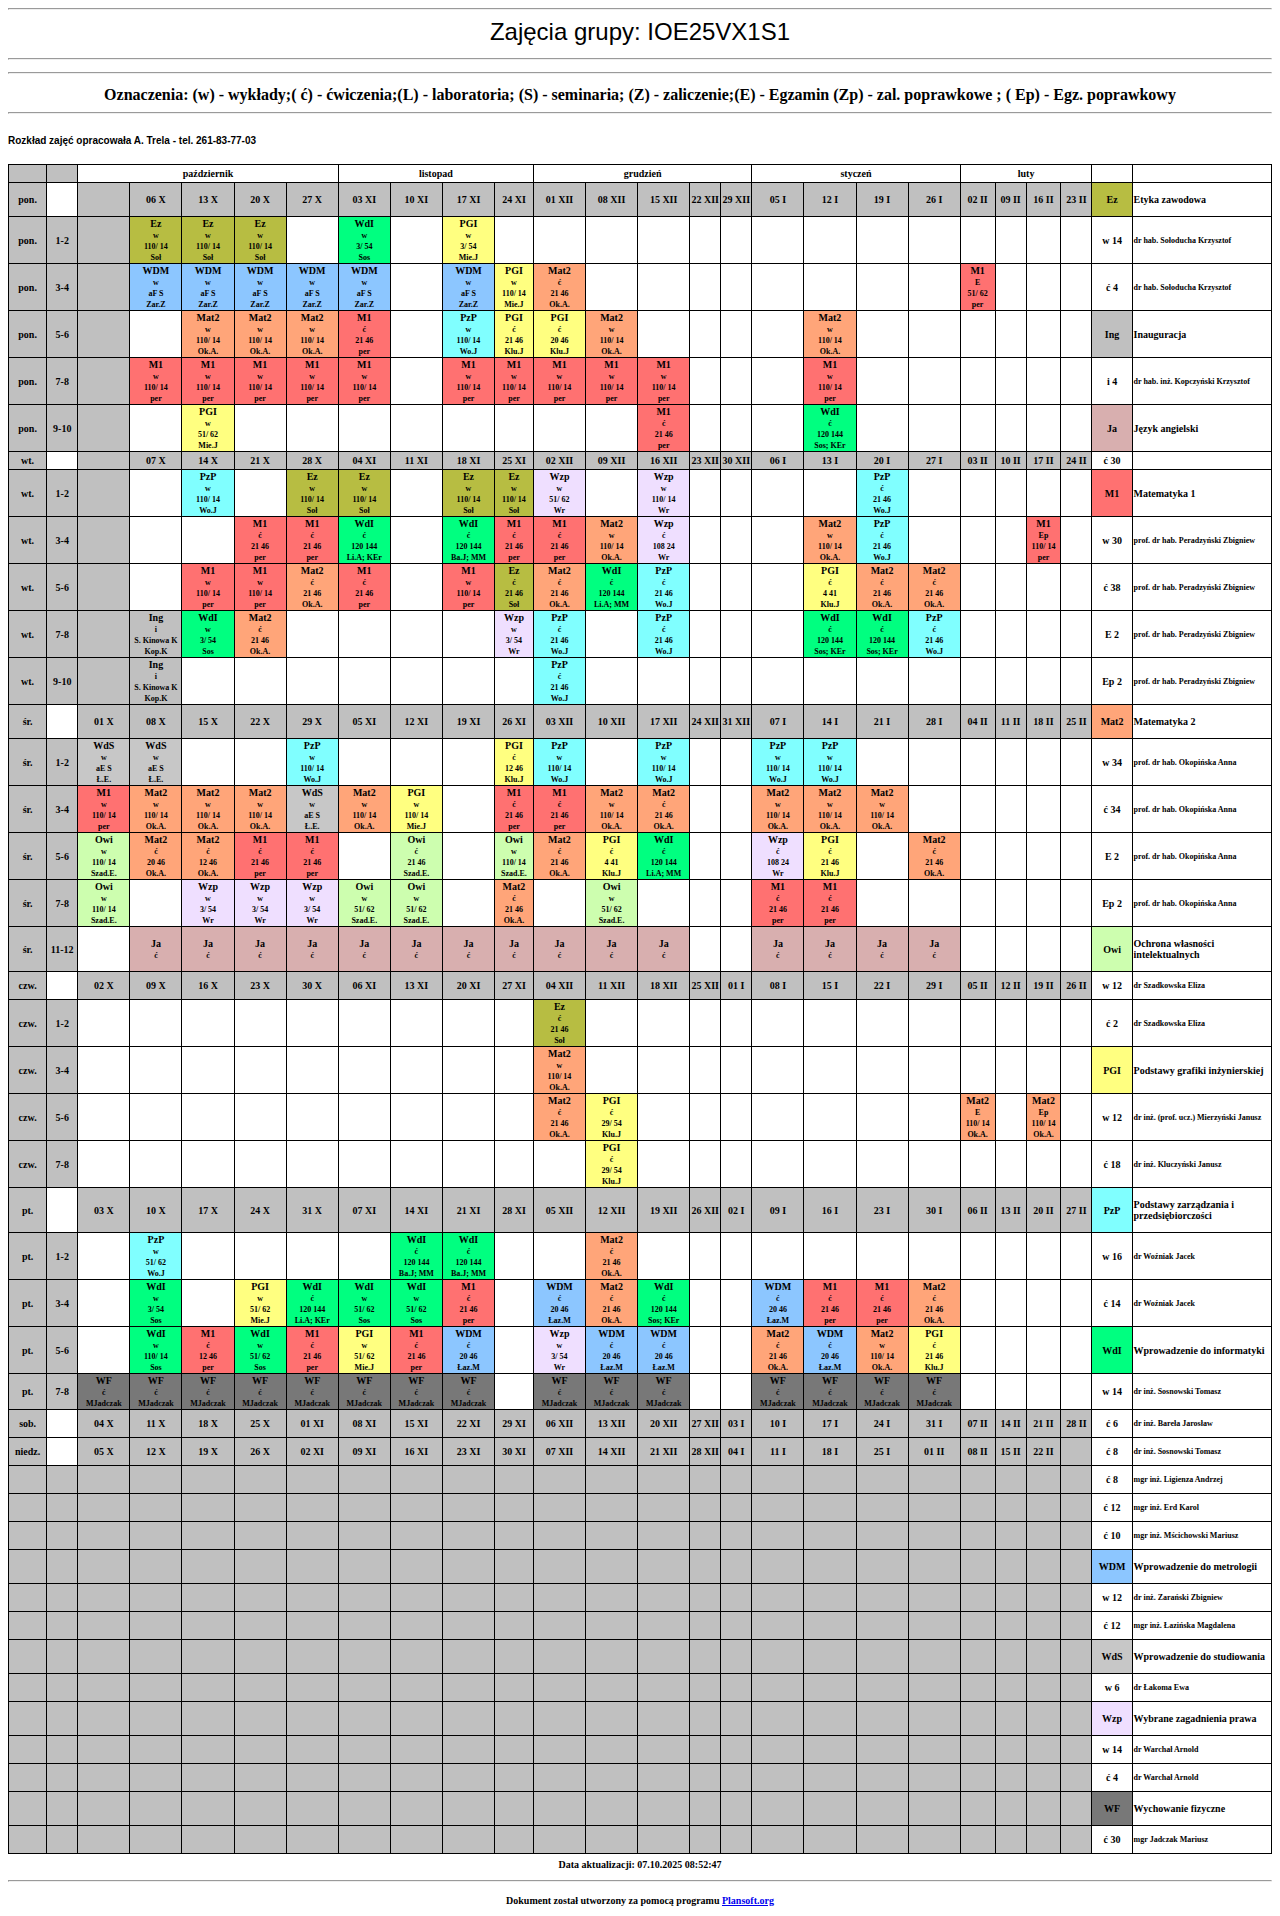 Zajęcia grupy: IOE25VX1S1
Oznaczenia: (w) - wykłady;( ć) - ćwiczenia;(L) - laboratoria; (S) - seminaria; (Z) - zaliczenie;(E) - Egzamin (Zp) - zal. poprawkowe ; ( Ep) - Egz. poprawkowy
Rozkład zajęć opracowała A. Trela - tel. 261-83-77-03
październik listopad grudzień styczeń luty
pon. 06 X 13 X 20 X 27 X 03 XI 10 XI 17 XI 24 XI 01 XII 08 XII 15 XII 22 XII 29 XII 05 I 12 I 19 I 26 I 02 II 09 II 16 II 23 II Ez Etyka zawodowa
Ez Ez Ez WdI PGI
w w w w w
pon. 1-2 110/ 14 110/ 14 110/ 14 3/ 54 3/ 54 w 14 dr hab. Sołoducha Krzysztof
Soł Soł Soł Sos Mie.J
WDM WDM WDM WDM WDM WDM PGI Mat2 M1
w w w w w w w ć E
pon. 3-4 aF S aF S aF S aF S aF S aF S 110/ 14 21 46 51/ 62 ć 4 dr hab. Sołoducha Krzysztof
Zar.Z Zar.Z Zar.Z Zar.Z Zar.Z Zar.Z Mie.J Ok.A. per
Mat2 Mat2 Mat2 M1 PzP PGI PGI Mat2 Mat2
w w w ć w ć ć w w
pon. 5-6 110/ 14 110/ 14 110/ 14 21 46 110/ 14 21 46 20 46 110/ 14 110/ 14 Ing Inauguracja
Ok.A. Ok.A. Ok.A. per Wo.J Klu.J Klu.J Ok.A. Ok.A.
M1 M1 M1 M1 M1 M1 M1 M1 M1 M1 M1
w w w w w w w w w w w
pon. 7-8 110/ 14 110/ 14 110/ 14 110/ 14 110/ 14 110/ 14 110/ 14 110/ 14 110/ 14 110/ 14 110/ 14 i 4 dr hab. inż. Kopczyński Krzysztof
per per per per per per per per per per per
PGI M1 WdI
w ć ć
pon. 9-10 51/ 62 21 46 120 144 Ja Język angielski
Mie.J per Sos; KEr
wt. 07 X 14 X 21 X 28 X 04 XI 11 XI 18 XI 25 XI 02 XII 09 XII 16 XII 23 XII 30 XII 06 I 13 I 20 I 27 I 03 II 10 II 17 II 24 II ć 30
PzP Ez Ez Ez Ez Wzp Wzp PzP
w w w w w w w ć
wt. 1-2 110/ 14 110/ 14 110/ 14 110/ 14 110/ 14 51/ 62 110/ 14 21 46 M1 Matematyka 1
Wo.J Soł Soł Soł Soł Wr Wr Wo.J
M1 M1 WdI WdI M1 M1 Mat2 Wzp Mat2 PzP M1
ć ć ć ć ć ć w ć w ć Ep
wt. 3-4 21 46 21 46 120 144 120 144 21 46 21 46 110/ 14 108 24 110/ 14 21 46 110/ 14 w 30 prof. dr hab. Peradzyński Zbigniew
per per Li.A; KEr Ba.J; MM per per Ok.A. Wr Ok.A. Wo.J per
M1 M1 Mat2 M1 M1 Ez Mat2 WdI PzP PGI Mat2 Mat2
w w ć ć w ć ć ć ć ć ć ć
wt. 5-6 110/ 14 110/ 14 21 46 21 46 110/ 14 21 46 21 46 120 144 21 46 4 41 21 46 21 46 ć 38 prof. dr hab. Peradzyński Zbigniew
per per Ok.A. per per Soł Ok.A. Li.A; MM Wo.J Klu.J Ok.A. Ok.A.
Ing WdI Mat2 Wzp PzP PzP WdI WdI PzP
i w ć w ć ć ć ć ć
wt. 7-8 S. Kinowa K 3/ 54 21 46 3/ 54 21 46 21 46 120 144 120 144 21 46 E 2 prof. dr hab. Peradzyński Zbigniew
Kop.K Sos Ok.A. Wr Wo.J Wo.J Sos; KEr Sos; KEr Wo.J
Ing PzP
i ć
wt. 9-10 S. Kinowa K 21 46 Ep 2 prof. dr hab. Peradzyński Zbigniew
Kop.K Wo.J
śr. 01 X 08 X 15 X 22 X 29 X 05 XI 12 XI 19 XI 26 XI 03 XII 10 XII 17 XII 24 XII 31 XII 07 I 14 I 21 I 28 I 04 II 11 II 18 II 25 II Mat2 Matematyka 2
WdS WdS PzP PGI PzP PzP PzP PzP
w w w ć w w w w
śr. 1-2 aE S aE S 110/ 14 12 46 110/ 14 110/ 14 110/ 14 110/ 14 w 34 prof. dr hab. Okopińska Anna
Ł.E. Ł.E. Wo.J Klu.J Wo.J Wo.J Wo.J Wo.J
M1 Mat2 Mat2 Mat2 WdS Mat2 PGI M1 M1 Mat2 Mat2 Mat2 Mat2 Mat2
w w w w w w w ć ć w ć w w w
śr. 3-4 110/ 14 110/ 14 110/ 14 110/ 14 aE S 110/ 14 110/ 14 21 46 21 46 110/ 14 21 46 110/ 14 110/ 14 110/ 14 ć 34 prof. dr hab. Okopińska Anna
per Ok.A. Ok.A. Ok.A. Ł.E. Ok.A. Mie.J per per Ok.A. Ok.A. Ok.A. Ok.A. Ok.A.
Owi Mat2 Mat2 M1 M1 Owi Owi Mat2 PGI WdI Wzp PGI Mat2
w ć ć ć ć ć w ć ć ć ć ć ć
śr. 5-6 110/ 14 20 46 12 46 21 46 21 46 21 46 110/ 14 21 46 4 41 120 144 108 24 21 46 21 46 E 2 prof. dr hab. Okopińska Anna
Szad.E. Ok.A. Ok.A. per per Szad.E. Szad.E. Ok.A. Klu.J Li.A; MM Wr Klu.J Ok.A.
Owi Wzp Wzp Wzp Owi Owi Mat2 Owi M1 M1
w w w w w w ć w ć ć
śr. 7-8 110/ 14 3/ 54 3/ 54 3/ 54 51/ 62 51/ 62 21 46 51/ 62 21 46 21 46 Ep 2 prof. dr hab. Okopińska Anna
Szad.E. Wr Wr Wr Szad.E. Szad.E. Ok.A. Szad.E. per per
śr. 11-12 Ja Ja Ja Ja Ja Ja Ja Ja Ja Ja Ja Ja Ja Ja Ja Owi Ochrona własności intelektualnych
ć ć ć ć ć ć ć ć ć ć ć ć ć ć ć
czw. 02 X 09 X 16 X 23 X 30 X 06 XI 13 XI 20 XI 27 XI 04 XII 11 XII 18 XII 25 XII 01 I 08 I 15 I 22 I 29 I 05 II 12 II 19 II 26 II w 12 dr Szadkowska Eliza
Ez
ć
czw. 1-2 21 46 ć 2 dr Szadkowska Eliza
Soł
Mat2
w
czw. 3-4 110/ 14 PGI Podstawy grafiki inżynierskiej
Ok.A.
Mat2 PGI Mat2 Mat2
ć ć E Ep
czw. 5-6 21 46 29/ 54 110/ 14 110/ 14 w 12 dr inż. (prof. ucz.) Mierzyński Janusz
Ok.A. Klu.J Ok.A. Ok.A.
PGI
ć
czw. 7-8 29/ 54 ć 18 dr inż. Kluczyński Janusz
Klu.J
pt. 03 X 10 X 17 X 24 X 31 X 07 XI 14 XI 21 XI 28 XI 05 XII 12 XII 19 XII 26 XII 02 I 09 I 16 I 23 I 30 I 06 II 13 II 20 II 27 II PzP Podstawy zarządzania i przedsiębiorczości
PzP WdI WdI Mat2
w ć ć ć
pt. 1-2 51/ 62 120 144 120 144 21 46 w 16 dr Woźniak Jacek
Wo.J Ba.J; MM Ba.J; MM Ok.A.
WdI PGI WdI WdI WdI M1 WDM Mat2 WdI WDM M1 M1 Mat2
w w ć w w ć ć ć ć ć ć ć ć
pt. 3-4 3/ 54 51/ 62 120 144 51/ 62 51/ 62 21 46 20 46 21 46 120 144 20 46 21 46 21 46 21 46 ć 14 dr Woźniak Jacek
Sos Mie.J Li.A; KEr Sos Sos per Łaz.M Ok.A. Sos; KEr Łaz.M per per Ok.A.
WdI M1 WdI M1 PGI M1 WDM Wzp WDM WDM Mat2 WDM Mat2 PGI
w ć w ć w ć ć w ć ć ć ć w ć
pt. 5-6 110/ 14 12 46 51/ 62 21 46 51/ 62 21 46 20 46 3/ 54 20 46 20 46 21 46 20 46 110/ 14 21 46 WdI Wprowadzenie do informatyki
Sos per Sos per Mie.J per Łaz.M Wr Łaz.M Łaz.M Ok.A. Łaz.M Ok.A. Klu.J
WF WF WF WF WF WF WF WF WF WF WF WF WF WF WF
pt. 7-8 ć ć ć ć ć ć ć ć ć ć ć ć ć ć ć w 14 dr inż. Sosnowski Tomasz
MJadczak MJadczak MJadczak MJadczak MJadczak MJadczak MJadczak MJadczak MJadczak MJadczak MJadczak MJadczak MJadczak MJadczak MJadczak
sob. 04 X 11 X 18 X 25 X 01 XI 08 XI 15 XI 22 XI 29 XI 06 XII 13 XII 20 XII 27 XII 03 I 10 I 17 I 24 I 31 I 07 II 14 II 21 II 28 II ć 6 dr inż. Bareła Jarosław
niedz. 05 X 12 X 19 X 26 X 02 XI 09 XI 16 XI 23 XI 30 XI 07 XII 14 XII 21 XII 28 XII 04 I 11 I 18 I 25 I 01 II 08 II 15 II 22 II ć 8 dr inż. Sosnowski Tomasz
ć 8 mgr inż. Ligienza Andrzej
ć 12 mgr inż. Erd Karol
ć 10 mgr inż. Mścichowski Mariusz
WDM Wprowadzenie do metrologii
w 12 dr inż. Zarański Zbigniew
ć 12 mgr inż. Łazińska Magdalena
WdS Wprowadzenie do studiowania
w 6 dr Łakoma Ewa
Wzp Wybrane zagadnienia prawa
w 14 dr Warchał Arnold
ć 4 dr Warchał Arnold
WF Wychowanie fizyczne
ć 30 mgr Jadczak Mariusz
Data aktualizacji: 07.10.2025 08:52:47
Dokument został utworzony za pomocą programu Plansoft.org